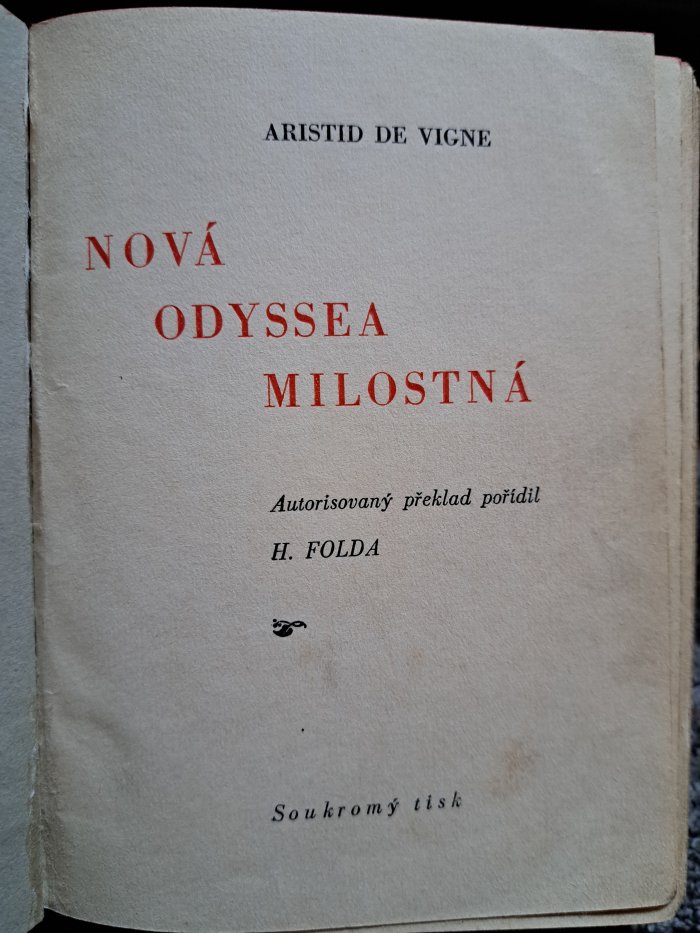 ARISTID DE VIGNE
NOVÁ
ODYSSEA
MILOSTNÁ
Autorisovaný překlad pořídil
H. FOLDA
Soukromý tisk